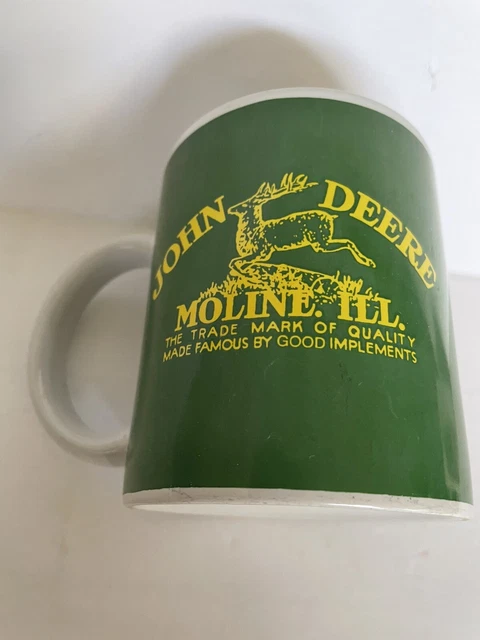 JOHN DEERE
MOLINE. ILL.
THE TRADE MARK OF QUALITY
MADE FAMOUS BY GOOD IMPLEMENTS